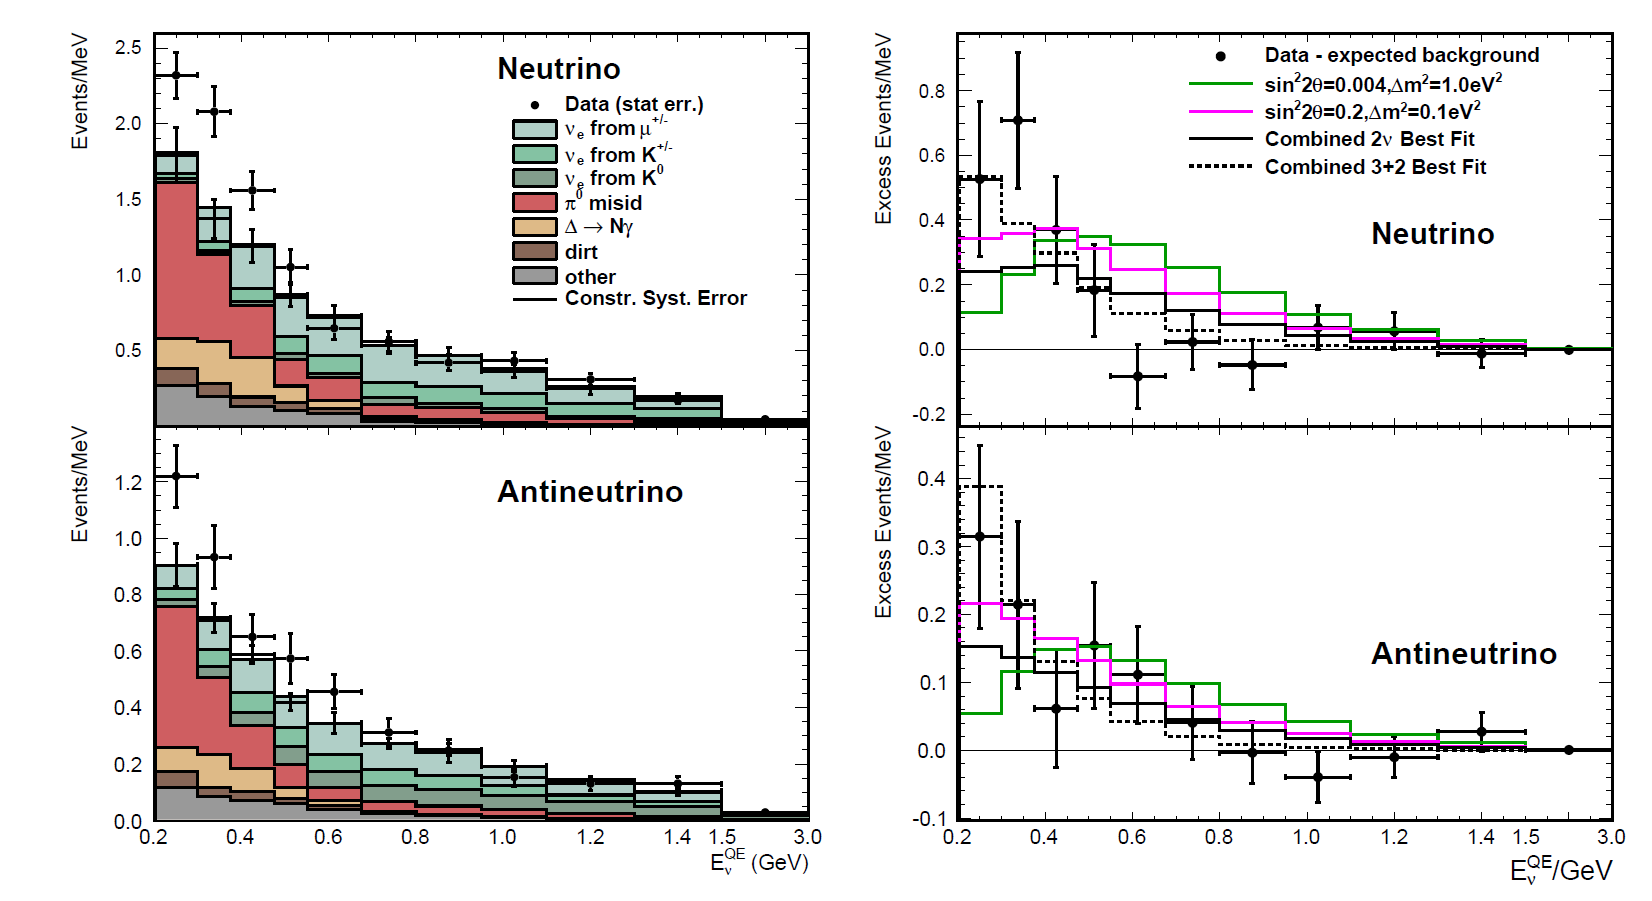 Events/MeV
2.5
2.0
1.5
1.0
0.5
Neutrino
Data (stat err.)
νe from μ+/-
νe from K+/-
νe from K0
π0 misid
Δ → Nγ
dirt
other
Constr. Syst. Error
Events/MeV
1.2
1.0
0.8
0.6
0.4
0.2
0.0
Antineutrino
0.2 0.4 0.6 0.8 1.0 1.2 1.4 1.5 3.0
EνQE (GeV)
Excess Events/MeV
0.8
0.6
0.4
0.2
0.0
-0.2
Data - expected background
sin²2θ=0.004,Δm²=1.0eV²
sin²2θ=0.2,Δm²=0.1eV²
Combined 2ν Best Fit
Combined 3+2 Best Fit
Neutrino
Excess Events/MeV
0.4
0.3
0.2
0.1
0.0
-0.1
Antineutrino
0.2 0.4 0.6 0.8 1.0 1.2 1.4 1.5 3.0
EνQE/GeV